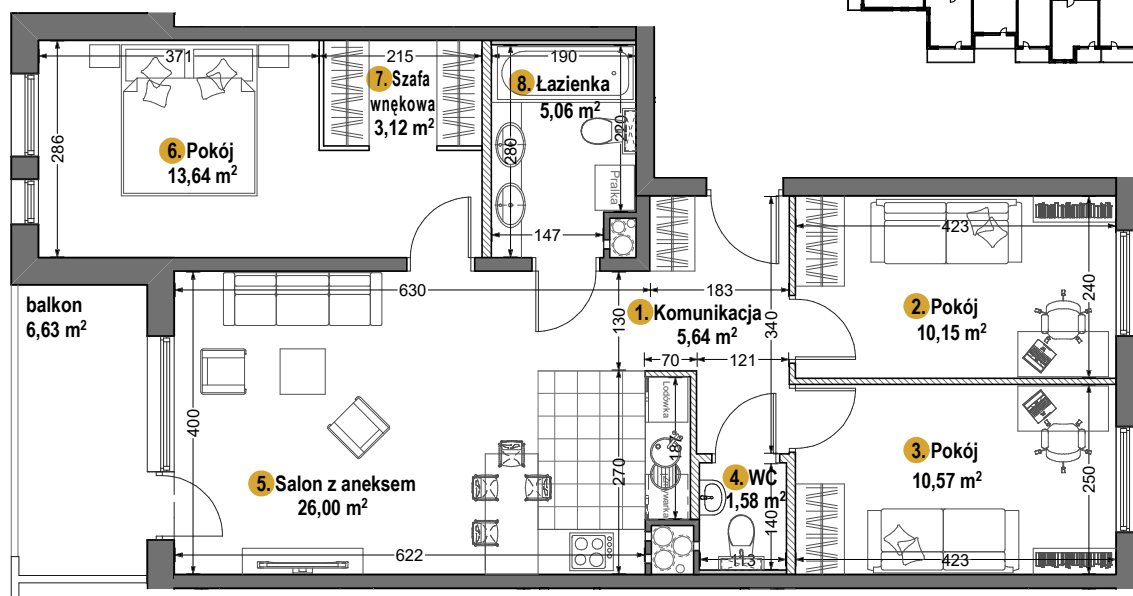 371
215
190
7. Szafa
wnękowa
3,12 m²
8. Łazienka
5,06 m²
286
6. Pokój
13,64 m²
280
220
Pralka
147
423
balkon
6,63 m²
630
183
130
1. Komunikacja
5,64 m²
340
2. Pokój
10,15 m²
240
70
121
Lodówka
187
400
270
5. Salon z aneksem
26,00 m²
4. WC
1,58 m²
140
3. Pokój
10,57 m²
250
622
113
423